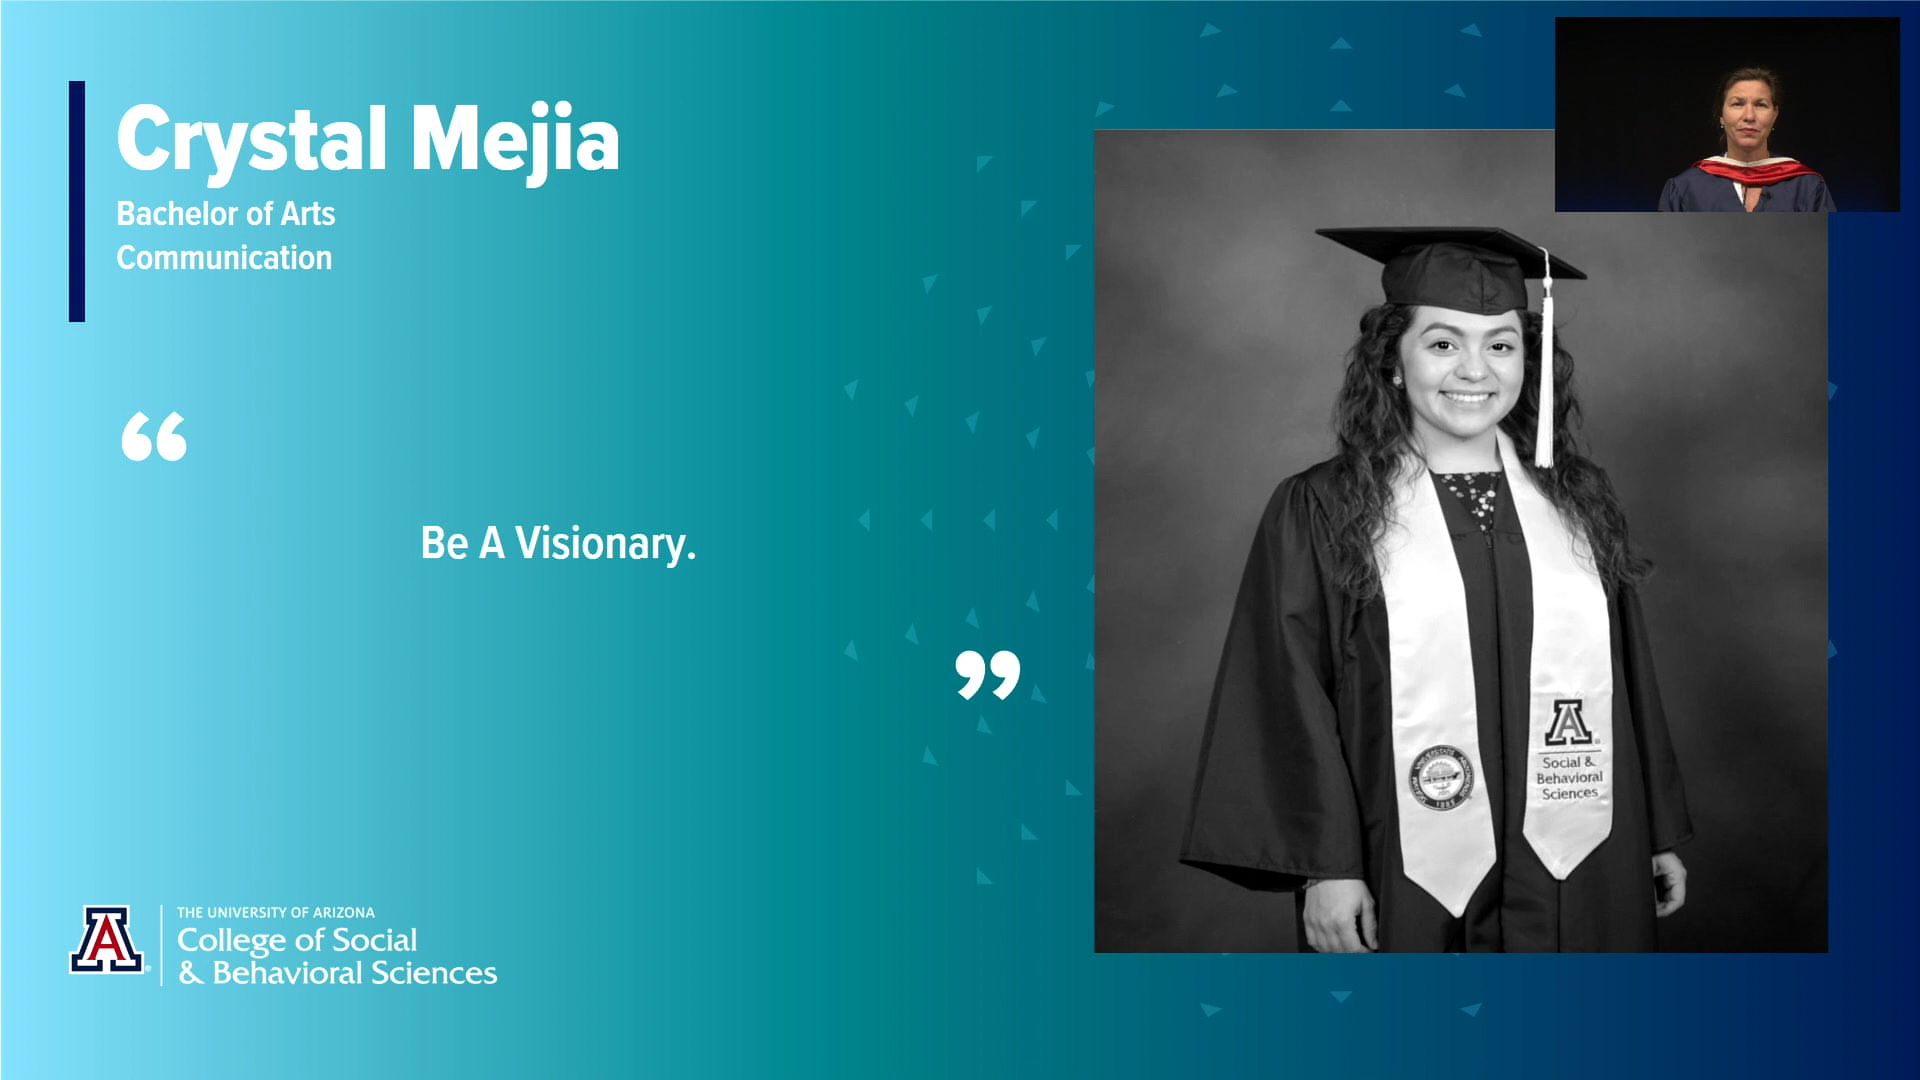 Crystal Mejia
Bachelor of Arts
Communication
“
Be A Visionary.
”
THE UNIVERSITY OF ARIZONA
College of Social
& Behavioral Sciences
A
Social &
Behavioral
Sciences
1885